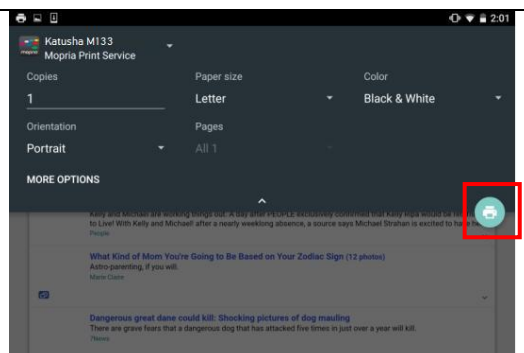 2:01
Katusha M133
mopria Mopria Print Service
Copies Paper size Color
1 Letter Black & White
Orientation Pages
Portrait All 1
MORE OPTIONS
Kelly and Michael are working things out. A day after PEOPLE exclusively confirmed that Kelly Ripa would be
to Live! With Kelly and Michael! after a nearly weeklong absence, a source says Michael Strahan is excited to have he
People
What Kind of Mom You're Going to Be Based on Your Zodiac Sign (12 photos)
Astro-parenting, if you will.
Marie Claire
Dangerous great dane could kill: Shocking pictures of dog mauling
There are grave fears that a dangerous dog that has attacked five times in just over a year will kill.
7News